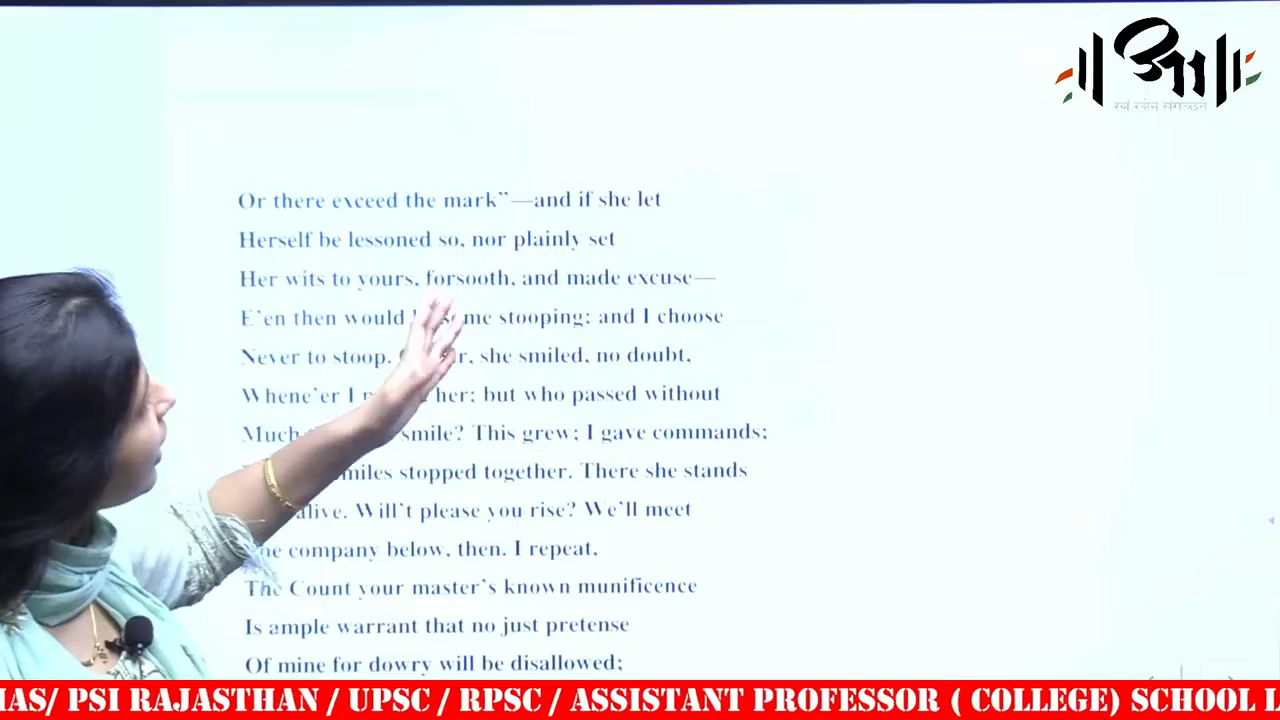 आ
स्वं स्वेन संगच्छते
Or there exceed the mark”—and if she let
Herself be lessoned so, nor plainly set
Her wits to yours, forsooth, and made excuse—
E’en then would some stooping; and I choose
Never to stoop. she smiled, no doubt,
Whene’er I her; but who passed without
Much smile? This grew; I gave commands;
smiles stopped together. There she stands
alive. Will’t please you rise? We’ll meet
The company below, then. I repeat,
The Count your master’s known munificence
Is ample warrant that no just pretense
Of mine for dowry will be disallowed;
IAS/ PSI RAJASTHAN / UPSC / RPSC / ASSISTANT PROFESSOR ( COLLEGE) SCHOOL L